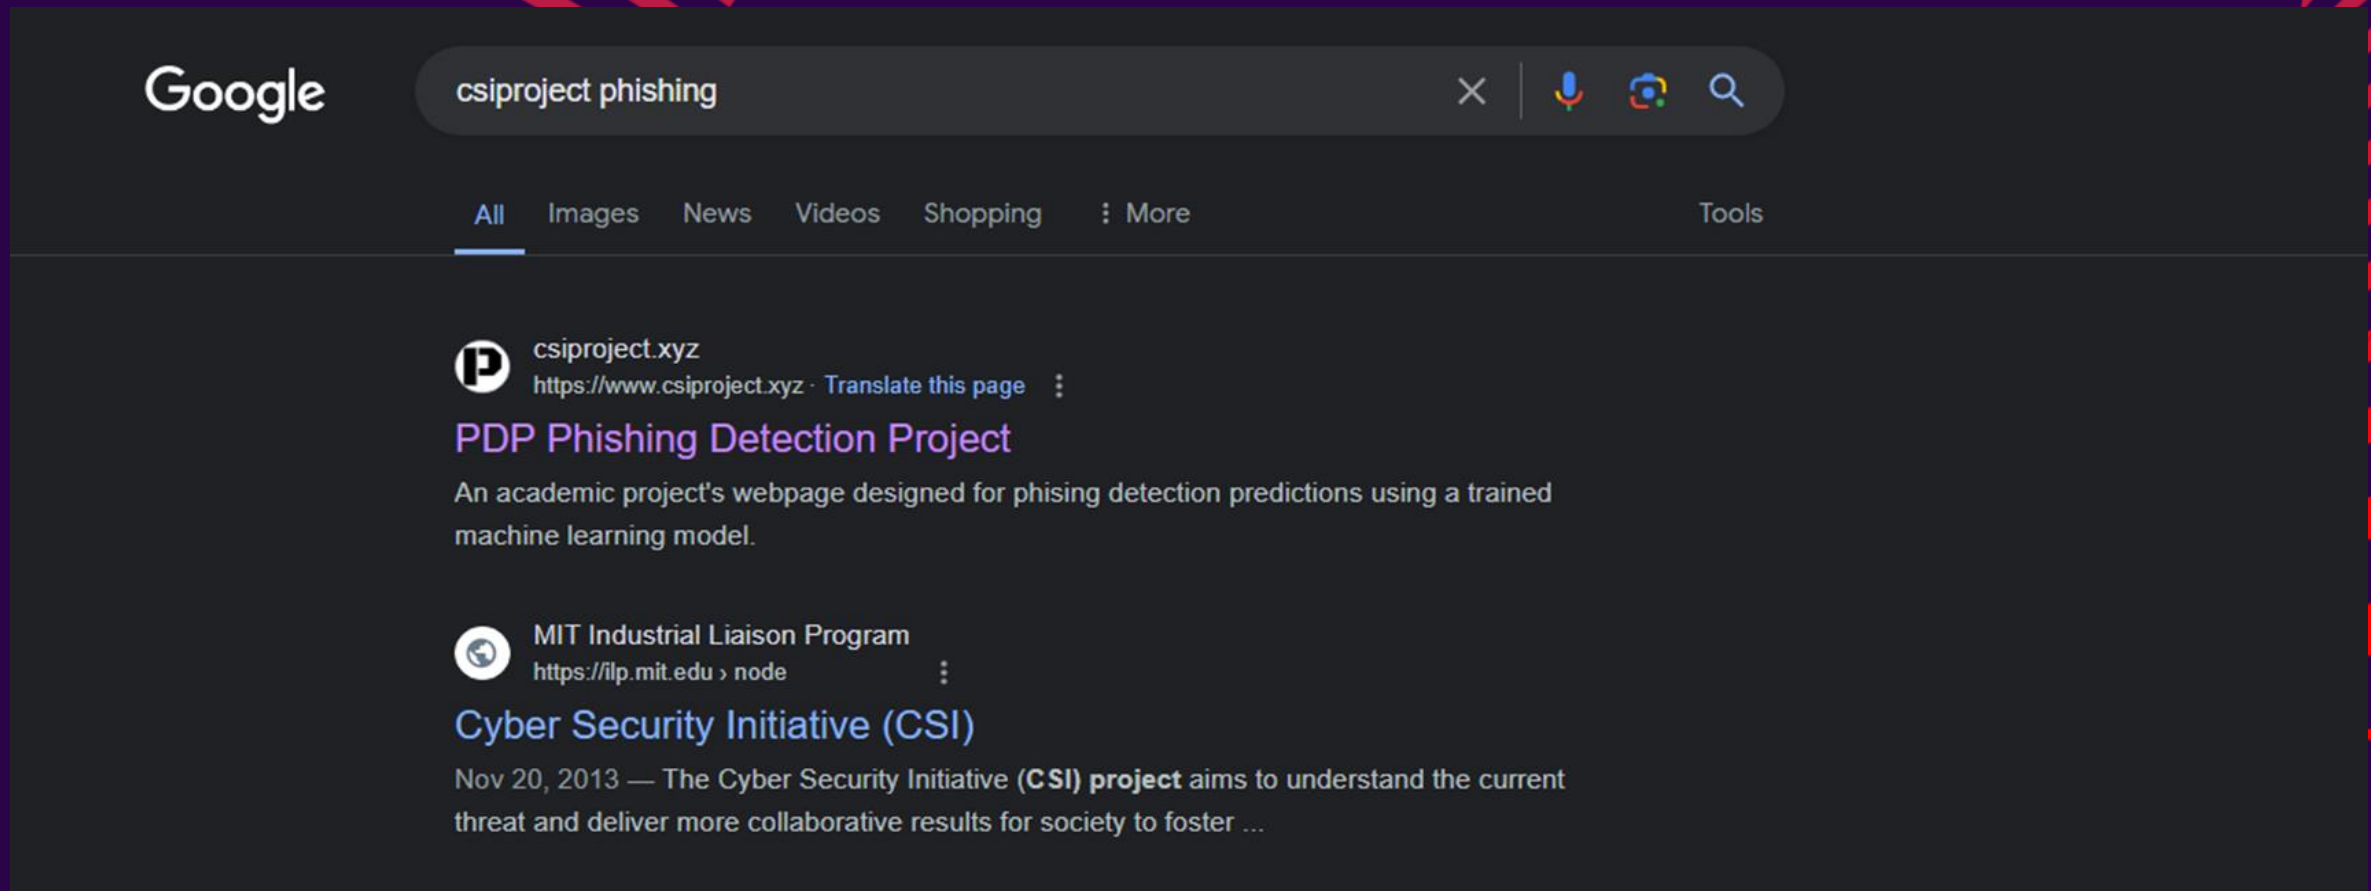 Google
csiproject phishing
All Images News Videos Shopping More Tools
csiproject.xyz
https://www.csiproject.xyz · Translate this page
PDP Phishing Detection Project
An academic project's webpage designed for phising detection predictions using a trained
machine learning model.
MIT Industrial Liaison Program
https://ilp.mit.edu › node
Cyber Security Initiative (CSI)
Nov 20, 2013 — The Cyber Security Initiative (CSI) project aims to understand the current
threat and deliver more collaborative results for society to foster ...